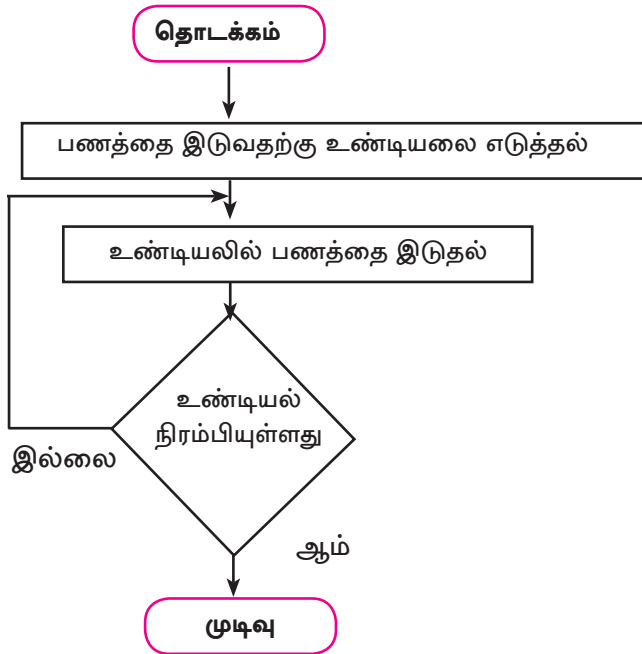 தொடக்கம்
பணத்தை இடுவதற்கு உண்டியலை எடுத்தல்
உண்டியலில் பணத்தை இடுதல்
உண்டியல்
நிரம்பியுள்ளது
இல்லை
ஆம்
முடிவு